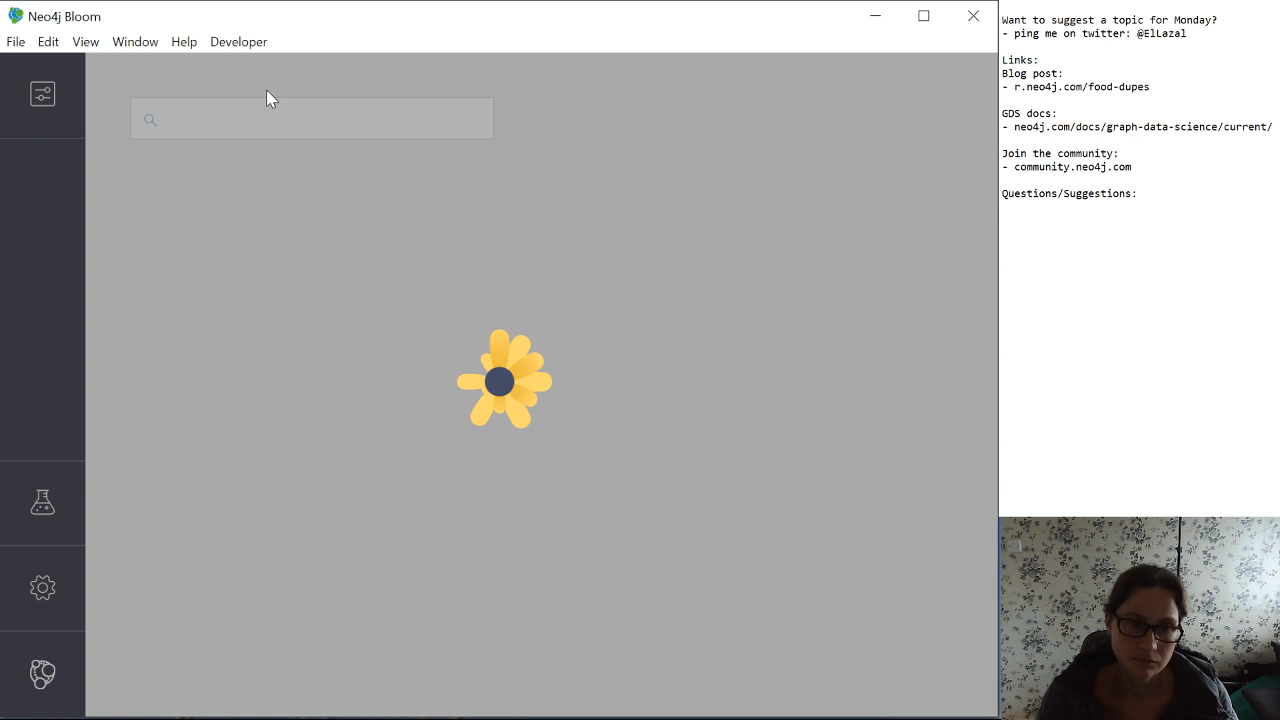 Neo4j Bloom
File Edit View Window Help Developer
Want to suggest a topic for Monday?
- ping me on twitter: @ElLazal
Links:
Blog post:
- r.neo4j.com/food-dupes
GDS docs:
- neo4j.com/docs/graph-data-science/current/
Join the community:
- community.neo4j.com
Questions/Suggestions: